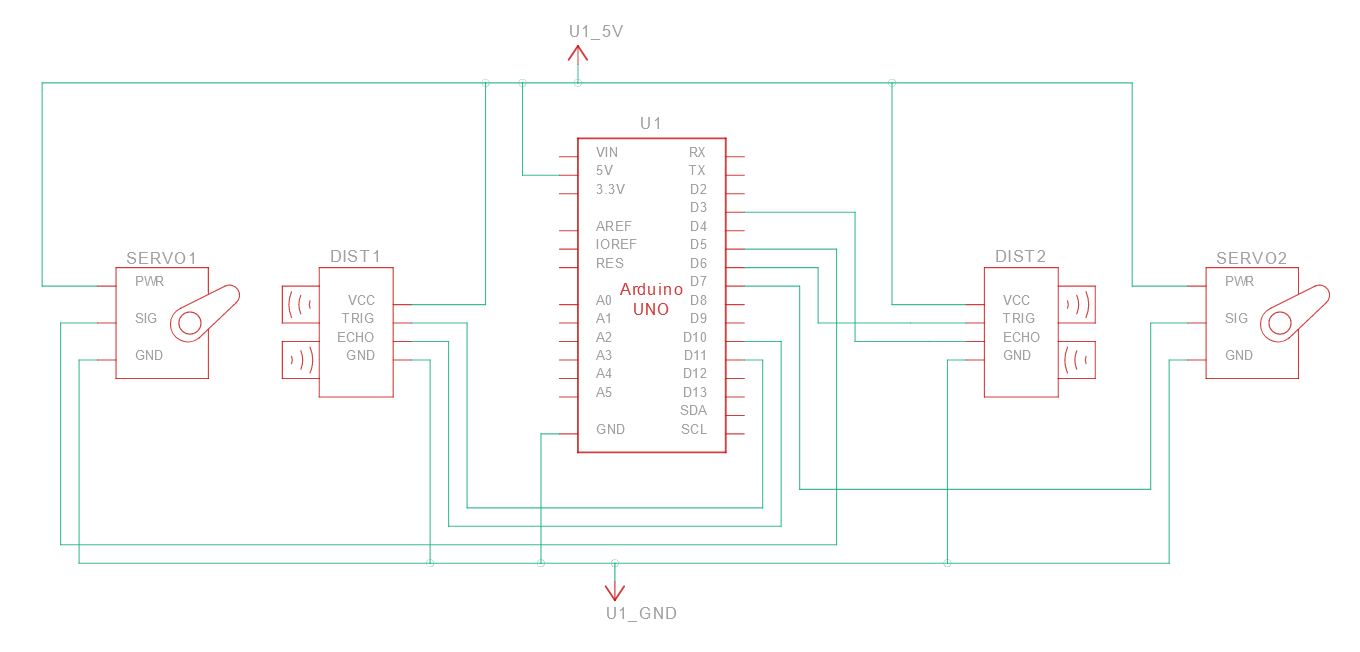 U1_5V
U1
VIN
5V
3.3V
AREF
IOREF
RES
A0
A1
A2
A3
A4
A5
GND
Arduino
UNO
RX
TX
D2
D3
D4
D5
D6
D7
D8
D9
D10
D11
D12
D13
SDA
SCL
SERVO1
PWR
SIG
GND
DIST1
VCC
TRIG
ECHO
GND
DIST2
VCC
TRIG
ECHO
GND
SERVO2
PWR
SIG
GND
U1_GND